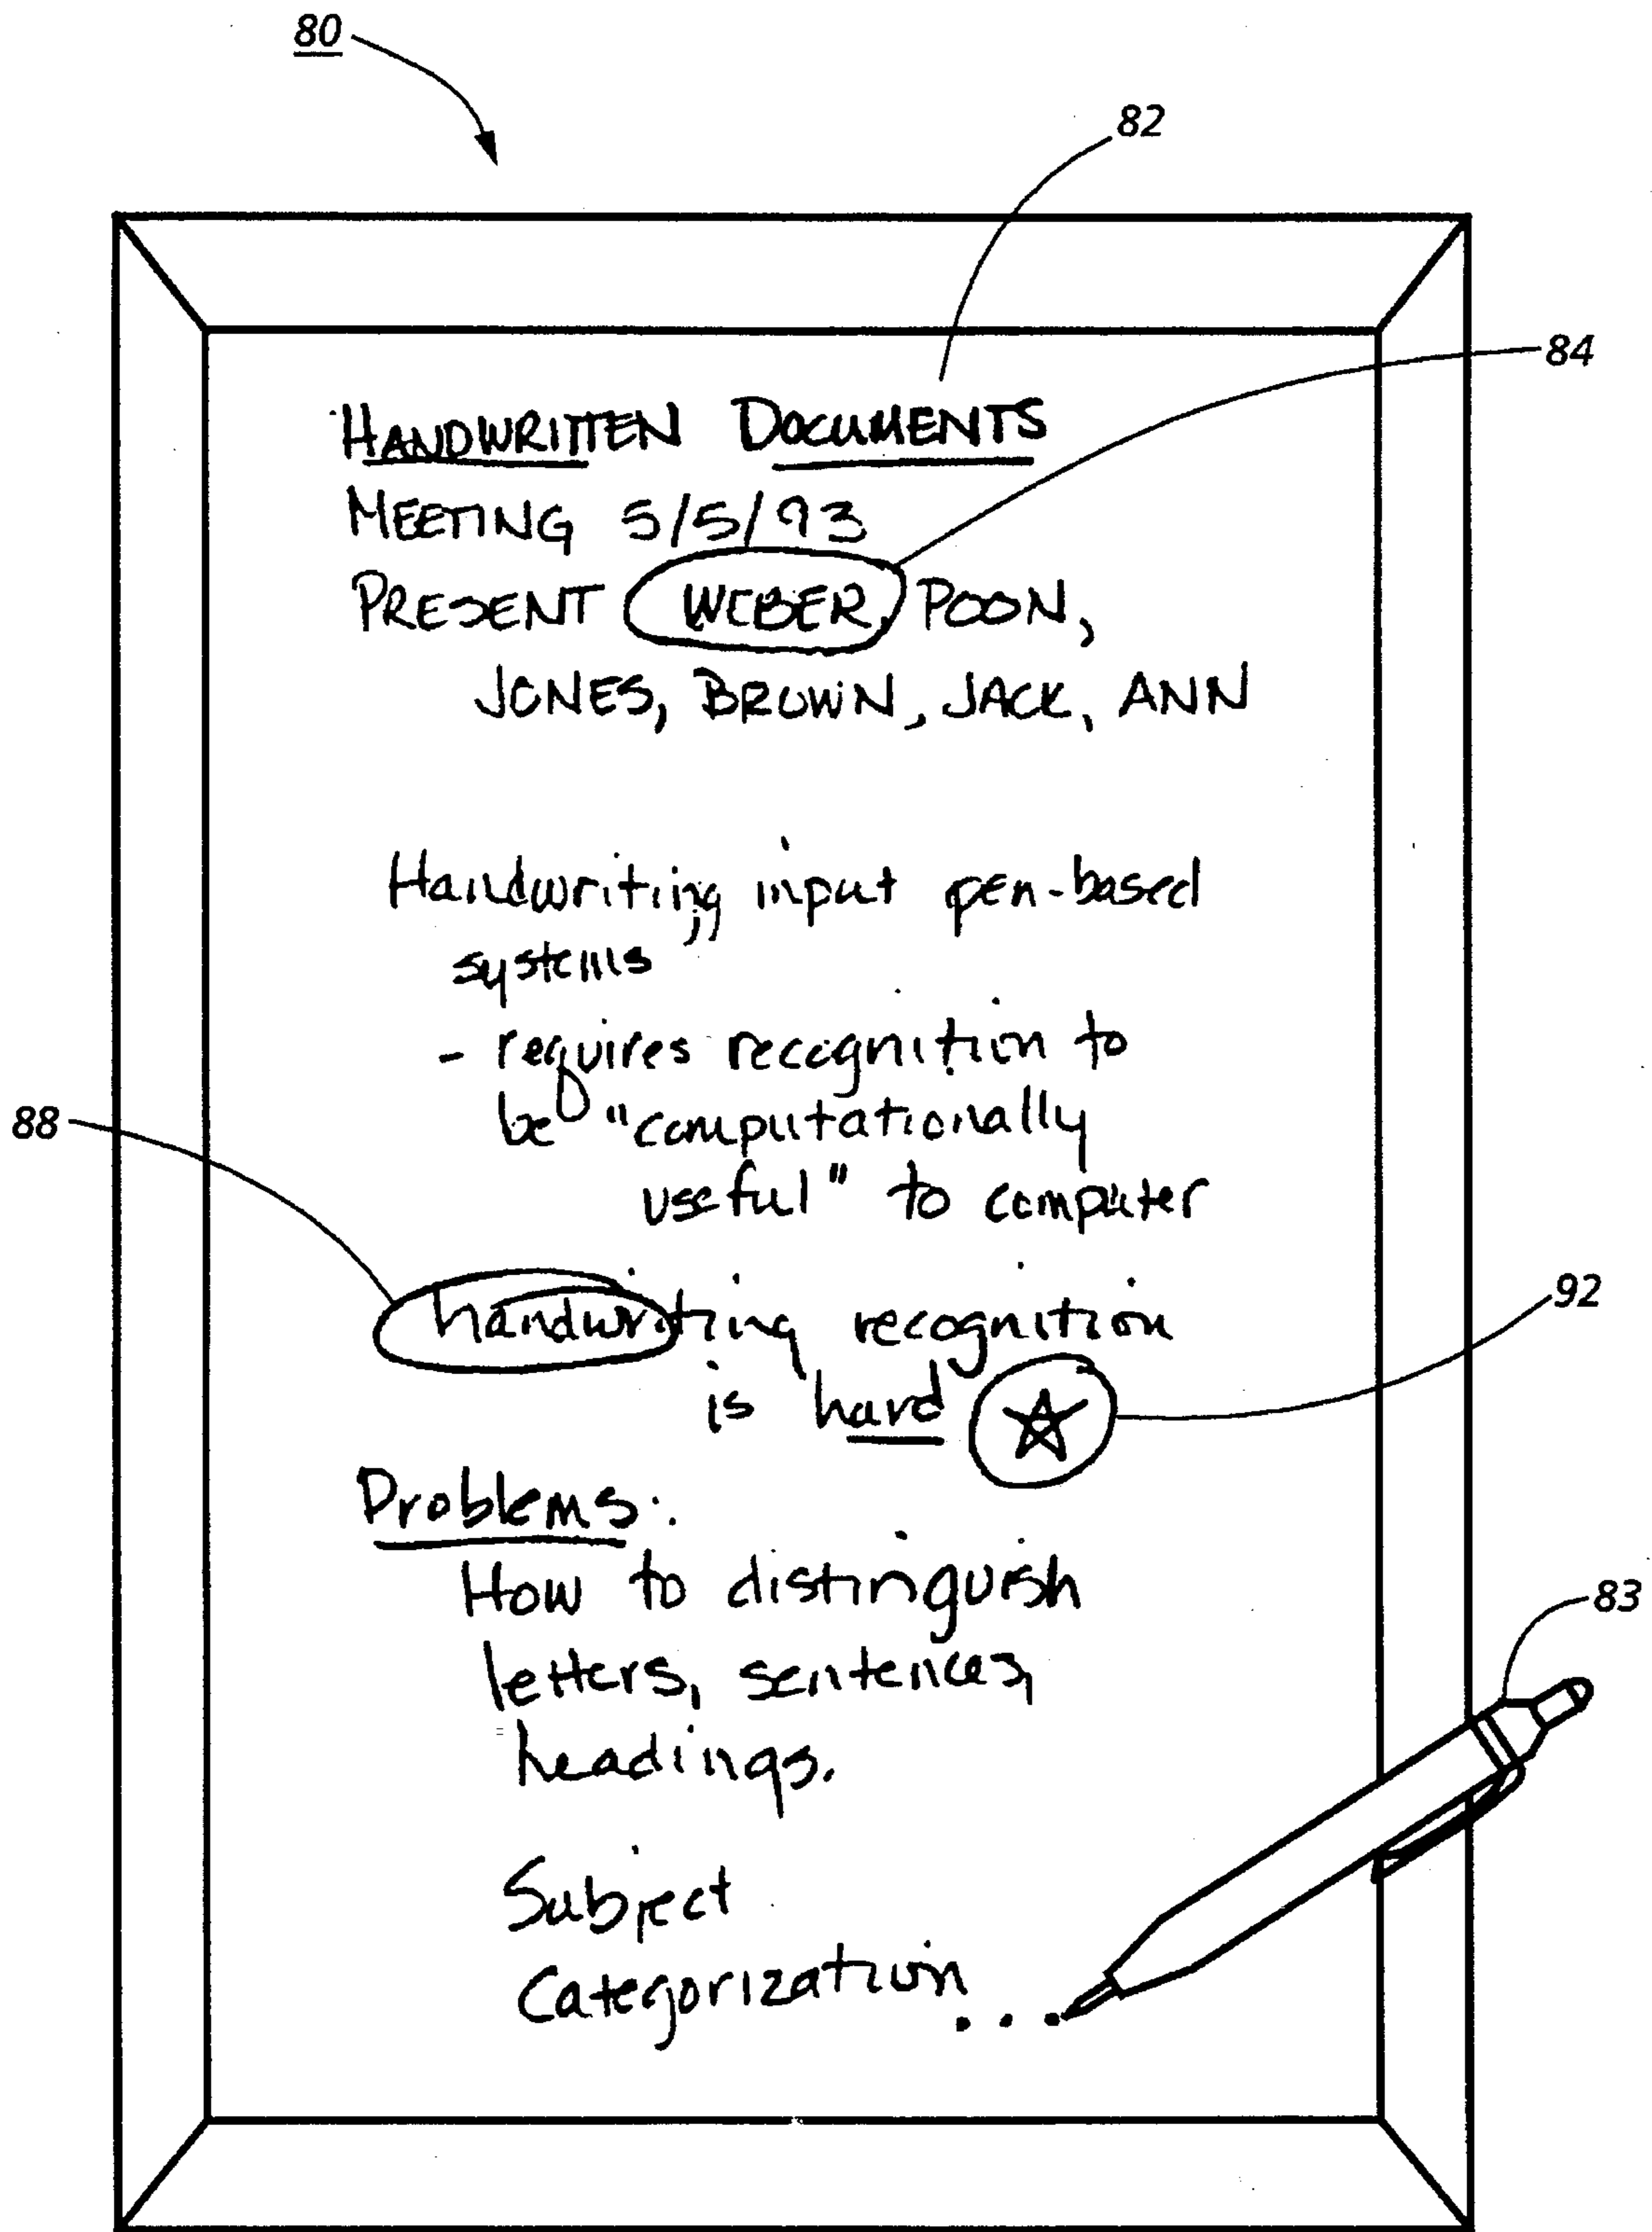 80
82
84
HANDWRITTEN DOCUMENTS
MEETING 5/5/93
PRESENT WEBER, POON,
JONES, BROWN, JACK, ANN
Handwriting input pen-based
systems
- requires recognition to
be "computationally
useful" to computer
88
handwriting recognition
is hard
92
Problems:
How to distinguish
letters, sentences,
headings.
83
Subject
Categorization...